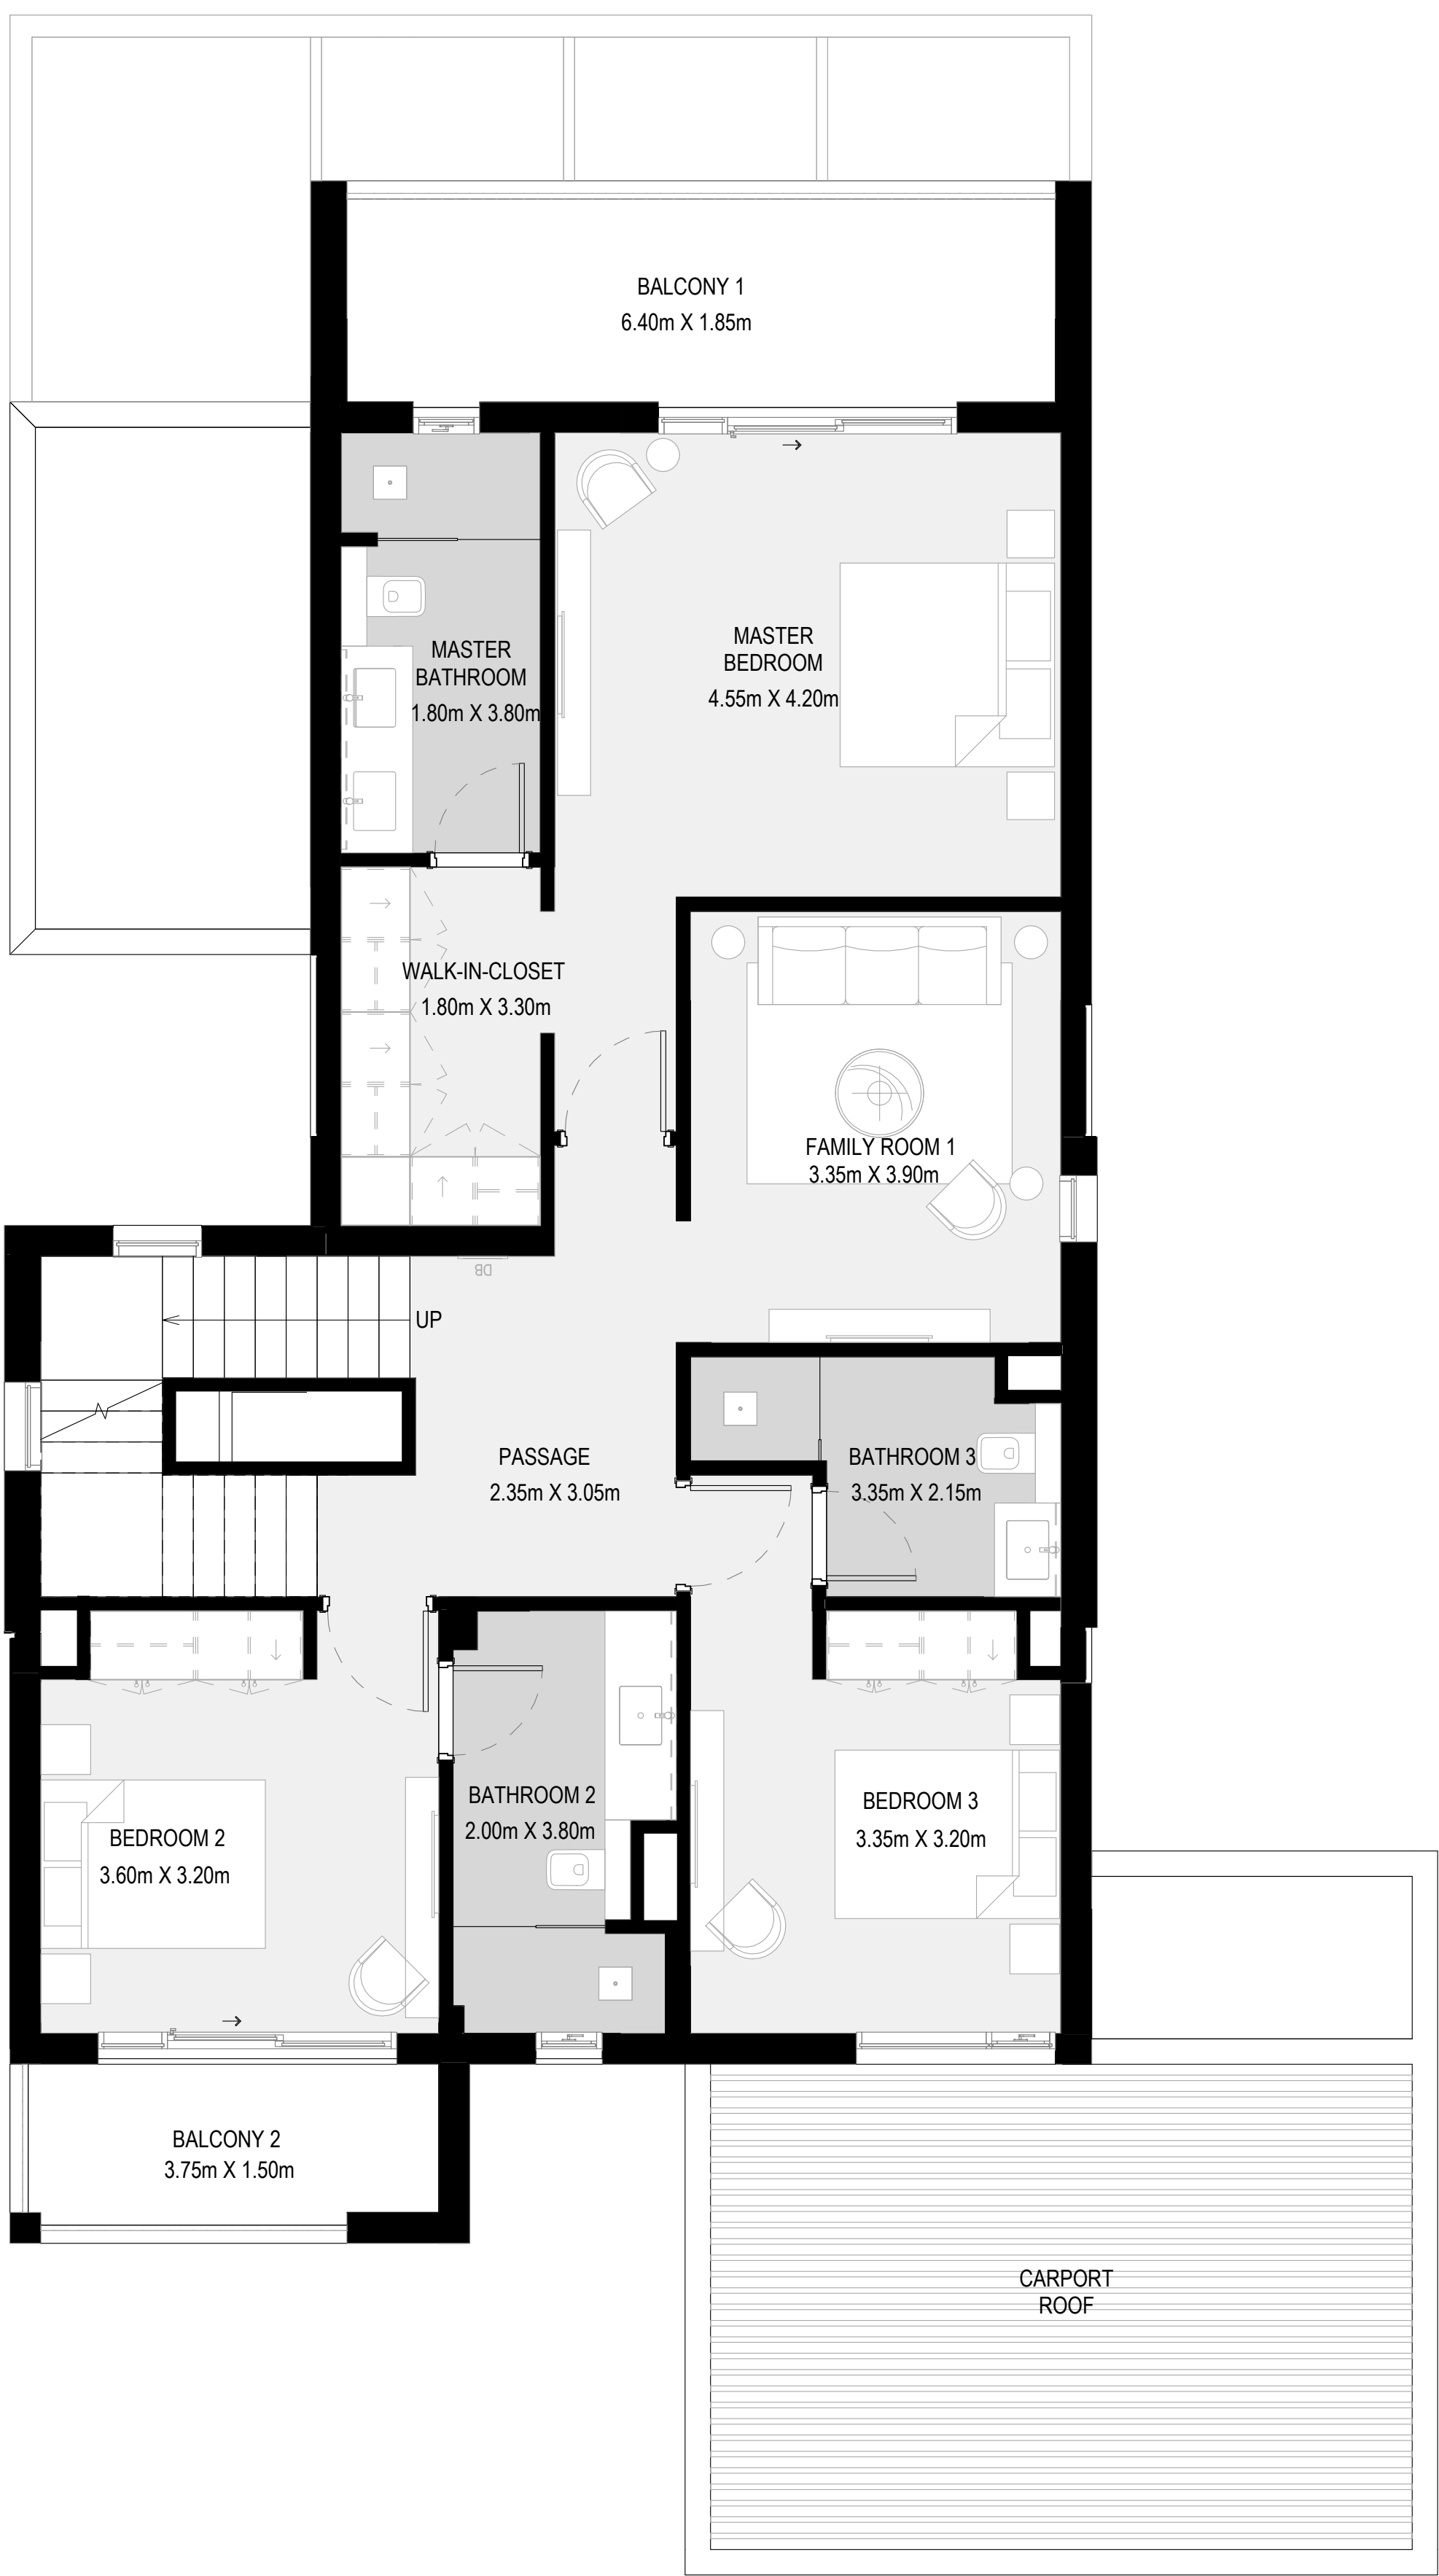 BALCONY 1
6.40m X 1.85m
MASTER
BATHROOM
1.80m X 3.80m
MASTER
BEDROOM
4.55m X 4.20m
WALK-IN-CLOSET
1.80m X 3.30m
FAMILY ROOM 1
3.35m X 3.90m
DB
UP
PASSAGE
2.35m X 3.05m
BATHROOM 3
3.35m X 2.15m
BEDROOM 2
3.60m X 3.20m
BATHROOM 2
2.00m X 3.80m
BEDROOM 3
3.35m X 3.20m
BALCONY 2
3.75m X 1.50m
CARPORT
ROOF